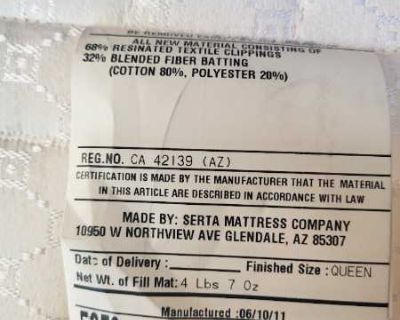 ALL NEW MATERIAL CONSISTING OF
68% RESINATED TEXTILE CLIPPINGS
32% BLENDED FIBER BATTING
(COTTON 80%, POLYESTER 20%)
REG.NO. CA 42139 (AZ)
CERTIFICATION IS MADE BY THE MANUFACTURER THAT THE MATERIAL
IN THIS ARTICLE ARE DESCRIBED IN ACCORDANCE WITH LAW
MADE BY: SERTA MATTRESS COMPANY
10950 W NORTHVIEW AVE GLENDALE, AZ 85307
Date of Delivery : Finished Size : QUEEN
Net Wt. of Fill Mat: 4 Lbs 7 Oz
Manufactured :06/10/11